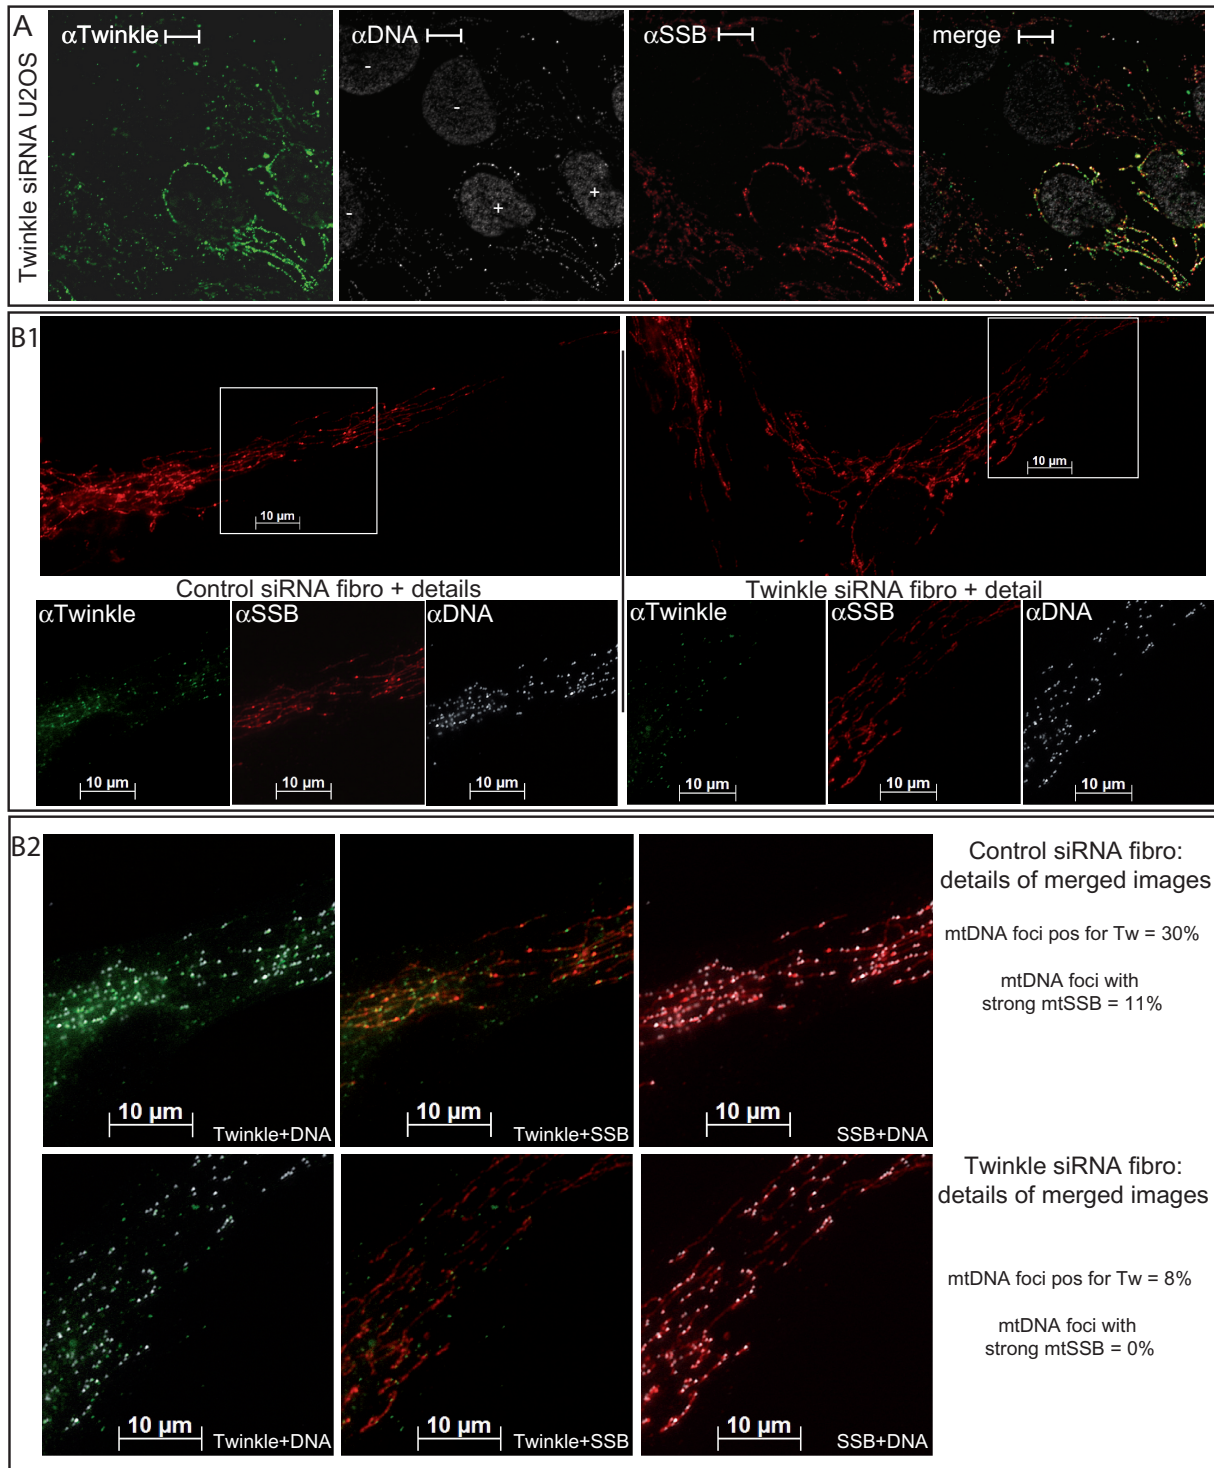 A
Twinkle siRNA U2OS
αTwinkle
αDNA
αSSB
merge
-
-
-
+
+
B1
10 µm
10 µm
Control siRNA fibro + details
Twinkle siRNA fibro + detail
αTwinkle
αSSB
αDNA
αTwinkle
αSSB
αDNA
10 µm
10 µm
10 µm
10 µm
10 µm
10 µm
B2
10 µm
Twinkle+DNA
10 µm
Twinkle+SSB
10 µm
SSB+DNA
Control siRNA fibro:
details of merged images
mtDNA foci pos for Tw = 30%
mtDNA foci with
strong mtSSB = 11%
10 µm
Twinkle+DNA
10 µm
Twinkle+SSB
10 µm
SSB+DNA
Twinkle siRNA fibro:
details of merged images
mtDNA foci pos for Tw = 8%
mtDNA foci with
strong mtSSB = 0%